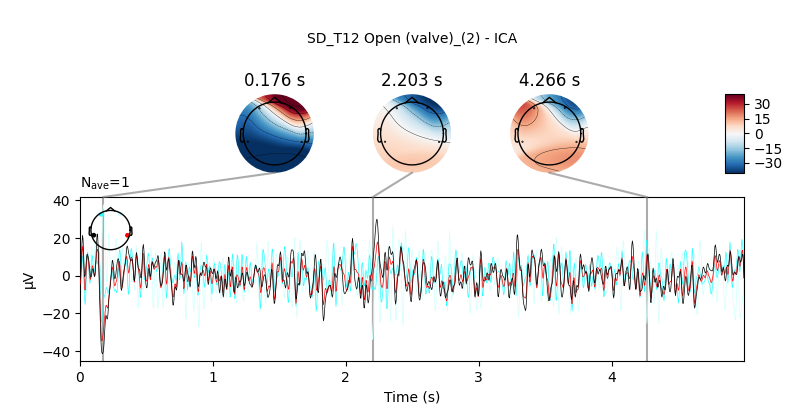 SD_T12 Open (valve)_(2) - ICA
0.176 s 2.203 s 4.266 s
30
15
0
−15
−30
Nave=1
40
20
0
−20
−40
µV
0 1 2 3 4
Time (s)